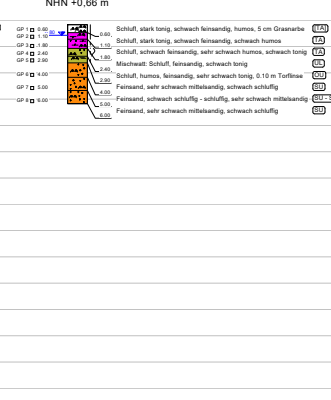 NHN +0,66 m
GP 1 0.60
GP 2 1.10
GP 3 1.80
GP 4 2.40
GP 5 2.90
GP 6 4.00
GP 7 5.00
GP 8 6.00
0.60 Schluff, stark tonig, schwach feinsandig, humos, 5 cm Grasnarbe [TA]
1.10 Schluff, stark tonig, schwach feinsandig, schwach humos TA
1.80 Schluff, schwach feinsandig, sehr schwach humos, schwach tonig TA
2.40 Mischwatt: Schluff, feinsandig, schwach tonig UL
2.90 Schluff, humos, feinsandig, sehr schwach tonig, 0.10 m Torflinse OU
4.00 Feinsand, sehr schwach mittelsandig, schwach schluffig SU
5.00 Feinsand, schwach schluffig - schluffig, sehr schwach mittelsandig SU - S
6.00 Feinsand, sehr schwach mittelsandig, schwach schluffig SU